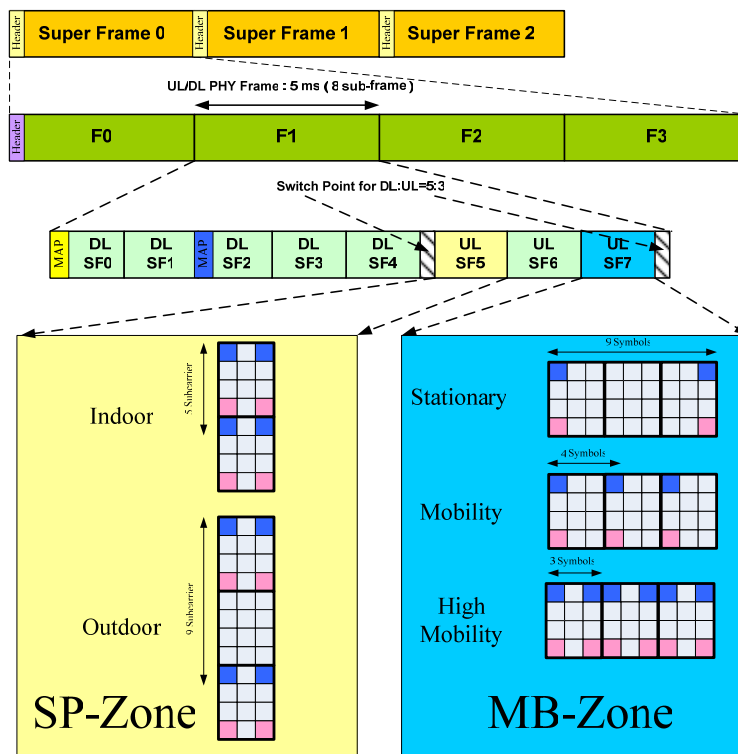 Header
Super Frame 0
Header
Super Frame 1
Header
Super Frame 2
UL/DL PHY Frame : 5 ms ( 8 sub-frame)
Header
F0
F1
F2
F3
Switch Point for DL:UL=5:3
MAP
DL
SF0
DL
SF1
MAP
DL
SF2
DL
SF3
DL
SF4
UL
SF5
UL
SF6
UL
SF7
Indoor
5 Subcarrier
Outdoor
9 Subcarrier
SP-Zone
9 Symbols
Stationary
4 Symbols
Mobility
3 Symbols
High
Mobility
MB-Zone